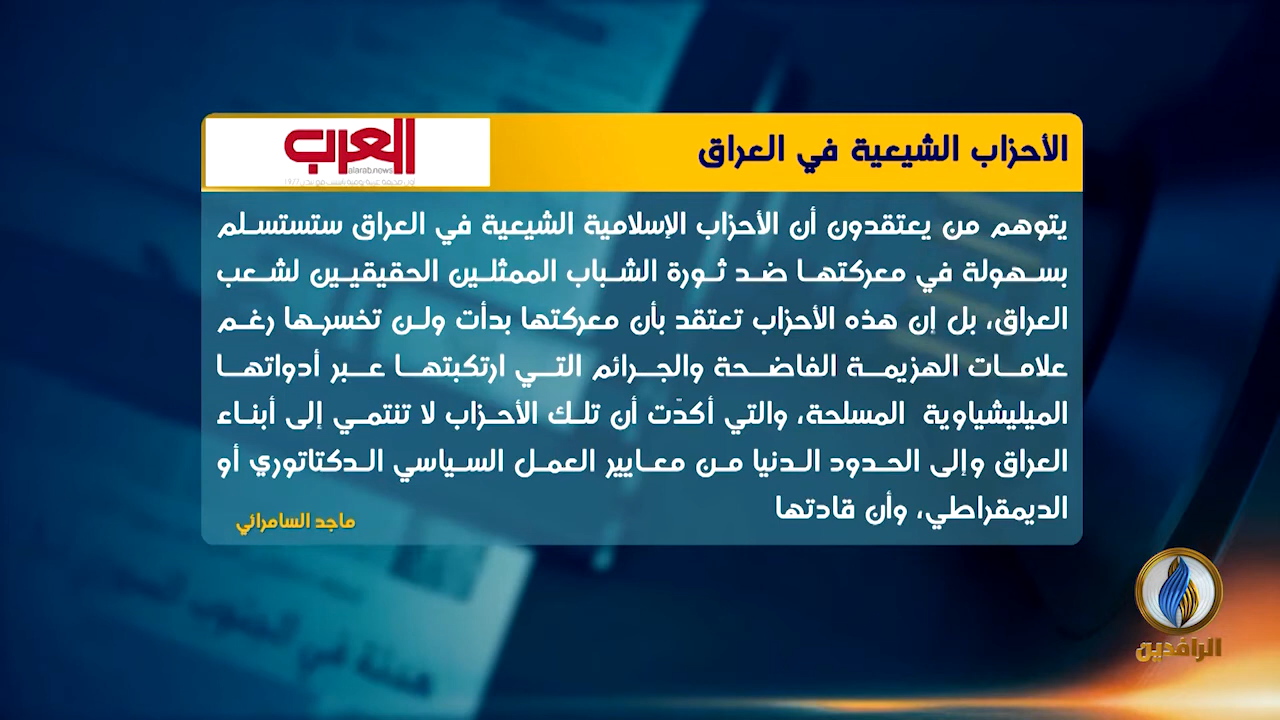 الأحزاب الشيعية في العراق
العرب
alarab.news
يتوهم من يعتقدون أن الأحزاب الإسلامية الشيعية في العراق ستستسلم
بسهولة في معركتها ضد ثورة الشباب الممثلين الحقيقيين لشعب
العراق، بل إن هذه الأحزاب تعتقد بأن معركتها بدأت ولن تخسرها رغم
علامات الهزيمة الفاضحة والجرائم التي ارتكبتها عبر أدواتها
الميليشياوية المسلحة، والتي أكدّت أن تلك الأحزاب لا تنتمي إلى أبناء
العراق وإلى الحدود الدنيا من معايير العمل السياسي الدكتاتوري أو
الديمقراطي، وأن قادتها
ماجد السامرائي
الرافدين
هيئة في الجنوب